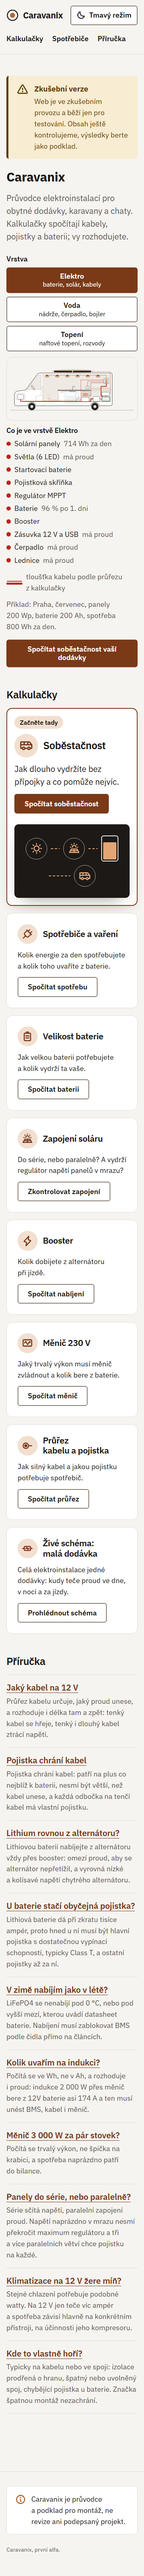 Caravanix
Tmavý režim
Kalkulačky Spotřebiče Příručka
Zkušební verze
Web je ve zkušebním
provozu a běží jen pro
testování. Obsah ještě
kontrolujeme, výsledky berte
jako podklad.
Caravanix
Průvodce elektroinstalací pro
obytné dodávky, karavany a chaty.
Kalkulačky spočítají kabely,
pojistky a baterii; vy rozhodujete.
Vrstva
Elektro
baterie, solár, kabely
Voda
nádrže, čerpadlo, bojler
Topení
naftové topení, rozvody
Co je ve vrstvě Elektro
Solární panely 714 Wh za den
Světla (6 LED) má proud
Startovací baterie
Pojistková skříňka
Regulátor MPPT
Baterie 96 % po 1. dni
Booster
Zásuvka 12 V a USB má proud
Čerpadlo má proud
Lednice má proud
tloušťka kabelu podle průřezu
z kalkulačky
Příklad: Praha, červenec, panely
200 Wp, baterie 200 Ah, spotřeba
800 Wh za den.
Spočítat soběstačnost vaší
dodávky
Kalkulačky
Začněte tady
Soběstačnost
Jak dlouho vydržíte bez
přípojky a co pomůže nejvíc.
Spočítat soběstačnost
Spotřebiče a vaření
Kolik energie za den spotřebujete
a kolik toho uvaříte z baterie.
Spočítat spotřebu
Velikost baterie
Jak velkou baterii potřebujete
a kolik vydrží ta vaše.
Spočítat baterii
Zapojení soláru
Do série, nebo paralelně? A vydrží
regulátor napětí panelů v mrazu?
Zkontrolovat zapojení
Booster
Kolik dobijete z alternátoru
při jízdě.
Spočítat nabíjení
Měnič 230 V
Jaký trvalý výkon musí měnič
zvládnout a kolik bere z baterie.
Spočítat měnič
Průřez
kabelu a pojistka
Jak silný kabel a jakou pojistku
potřebuje spotřebič.
Spočítat průřez
Živé schéma:
malá dodávka
Celá elektroinstalace jedné
dodávky: kudy teče proud ve dne,
v noci a za jízdy.
Prohlédnout schéma
Příručka
Jaký kabel na 12 V
Průřez kabelu určuje, jaký proud unese,
a rozhoduje i délka tam a zpět: tenký
kabel se hřeje, tenký i dlouhý kabel
ztrácí napětí.
Pojistka chrání kabel
Pojistka chrání kabel: patří na plus co
nejblíž k baterii, nesmí být větší, než
kabel unese, a každá odbočka na tenčí
kabel má vlastní pojistku.
Lithium rovnou z alternátoru?
Lithiovou baterii nabíjejte z alternátoru
vždy přes booster: omezí proud, aby se
alternátor nepřetížil, a vyrovná nízké
a kolísavé napětí chytrého alternátoru.
U baterie stačí obyčejná pojistka?
Lithiová baterie dá při zkratu tisíce
ampér, proto hned u ní musí být hlavní
pojistka s dostatečnou vypínací
schopností, typicky Class T, a ostatní
pojistky až za ní.
V zimě nabíjím jako v létě?
LiFePO4 se nenabíjí pod 0 °C, nebo pod
vyšší mezí, kterou uvádí datasheet
baterie. Nabíjení musí zablokovat BMS
podle čidla přímo na článcích.
Kolik uvařím na indukci?
Počítá se ve Wh, ne v Ah, a rozhoduje
i proud: indukce 2 000 W přes měnič
bere z 12V baterie asi 174 A a ten musí
unést BMS, kabel i měnič.
Měnič 3 000 W za pár stovek?
Počítá se trvalý výkon, ne špička na
krabici, a spotřeba naprázdno patří
do bilance.
Panely do série, nebo paralelně?
Série sčítá napětí, paralelní zapojení
proud. Napětí naprázdno v mrazu nesmí
překročit maximum regulátoru a tři
a více paralelních větví chce pojistku
na každé.
Klimatizace na 12 V žere míň?
Stejné chlazení potřebuje podobné
watty. Na 12 V jen teče víc ampér
a spotřeba závisí hlavně na konkrétním
přístroji, na účinnosti jeho kompresoru.
Kde to vlastně hoří?
Typicky na kabelu nebo ve spoji: izolace
prodřená o hranu, špatný nebo uvolněný
spoj, chybějící pojistka u baterie. Značka
špatnou montáž nezachrání.
Caravanix je průvodce
a podklad pro montáž, ne
revize ani podepsaný projekt.
Caravanix, první alfa.